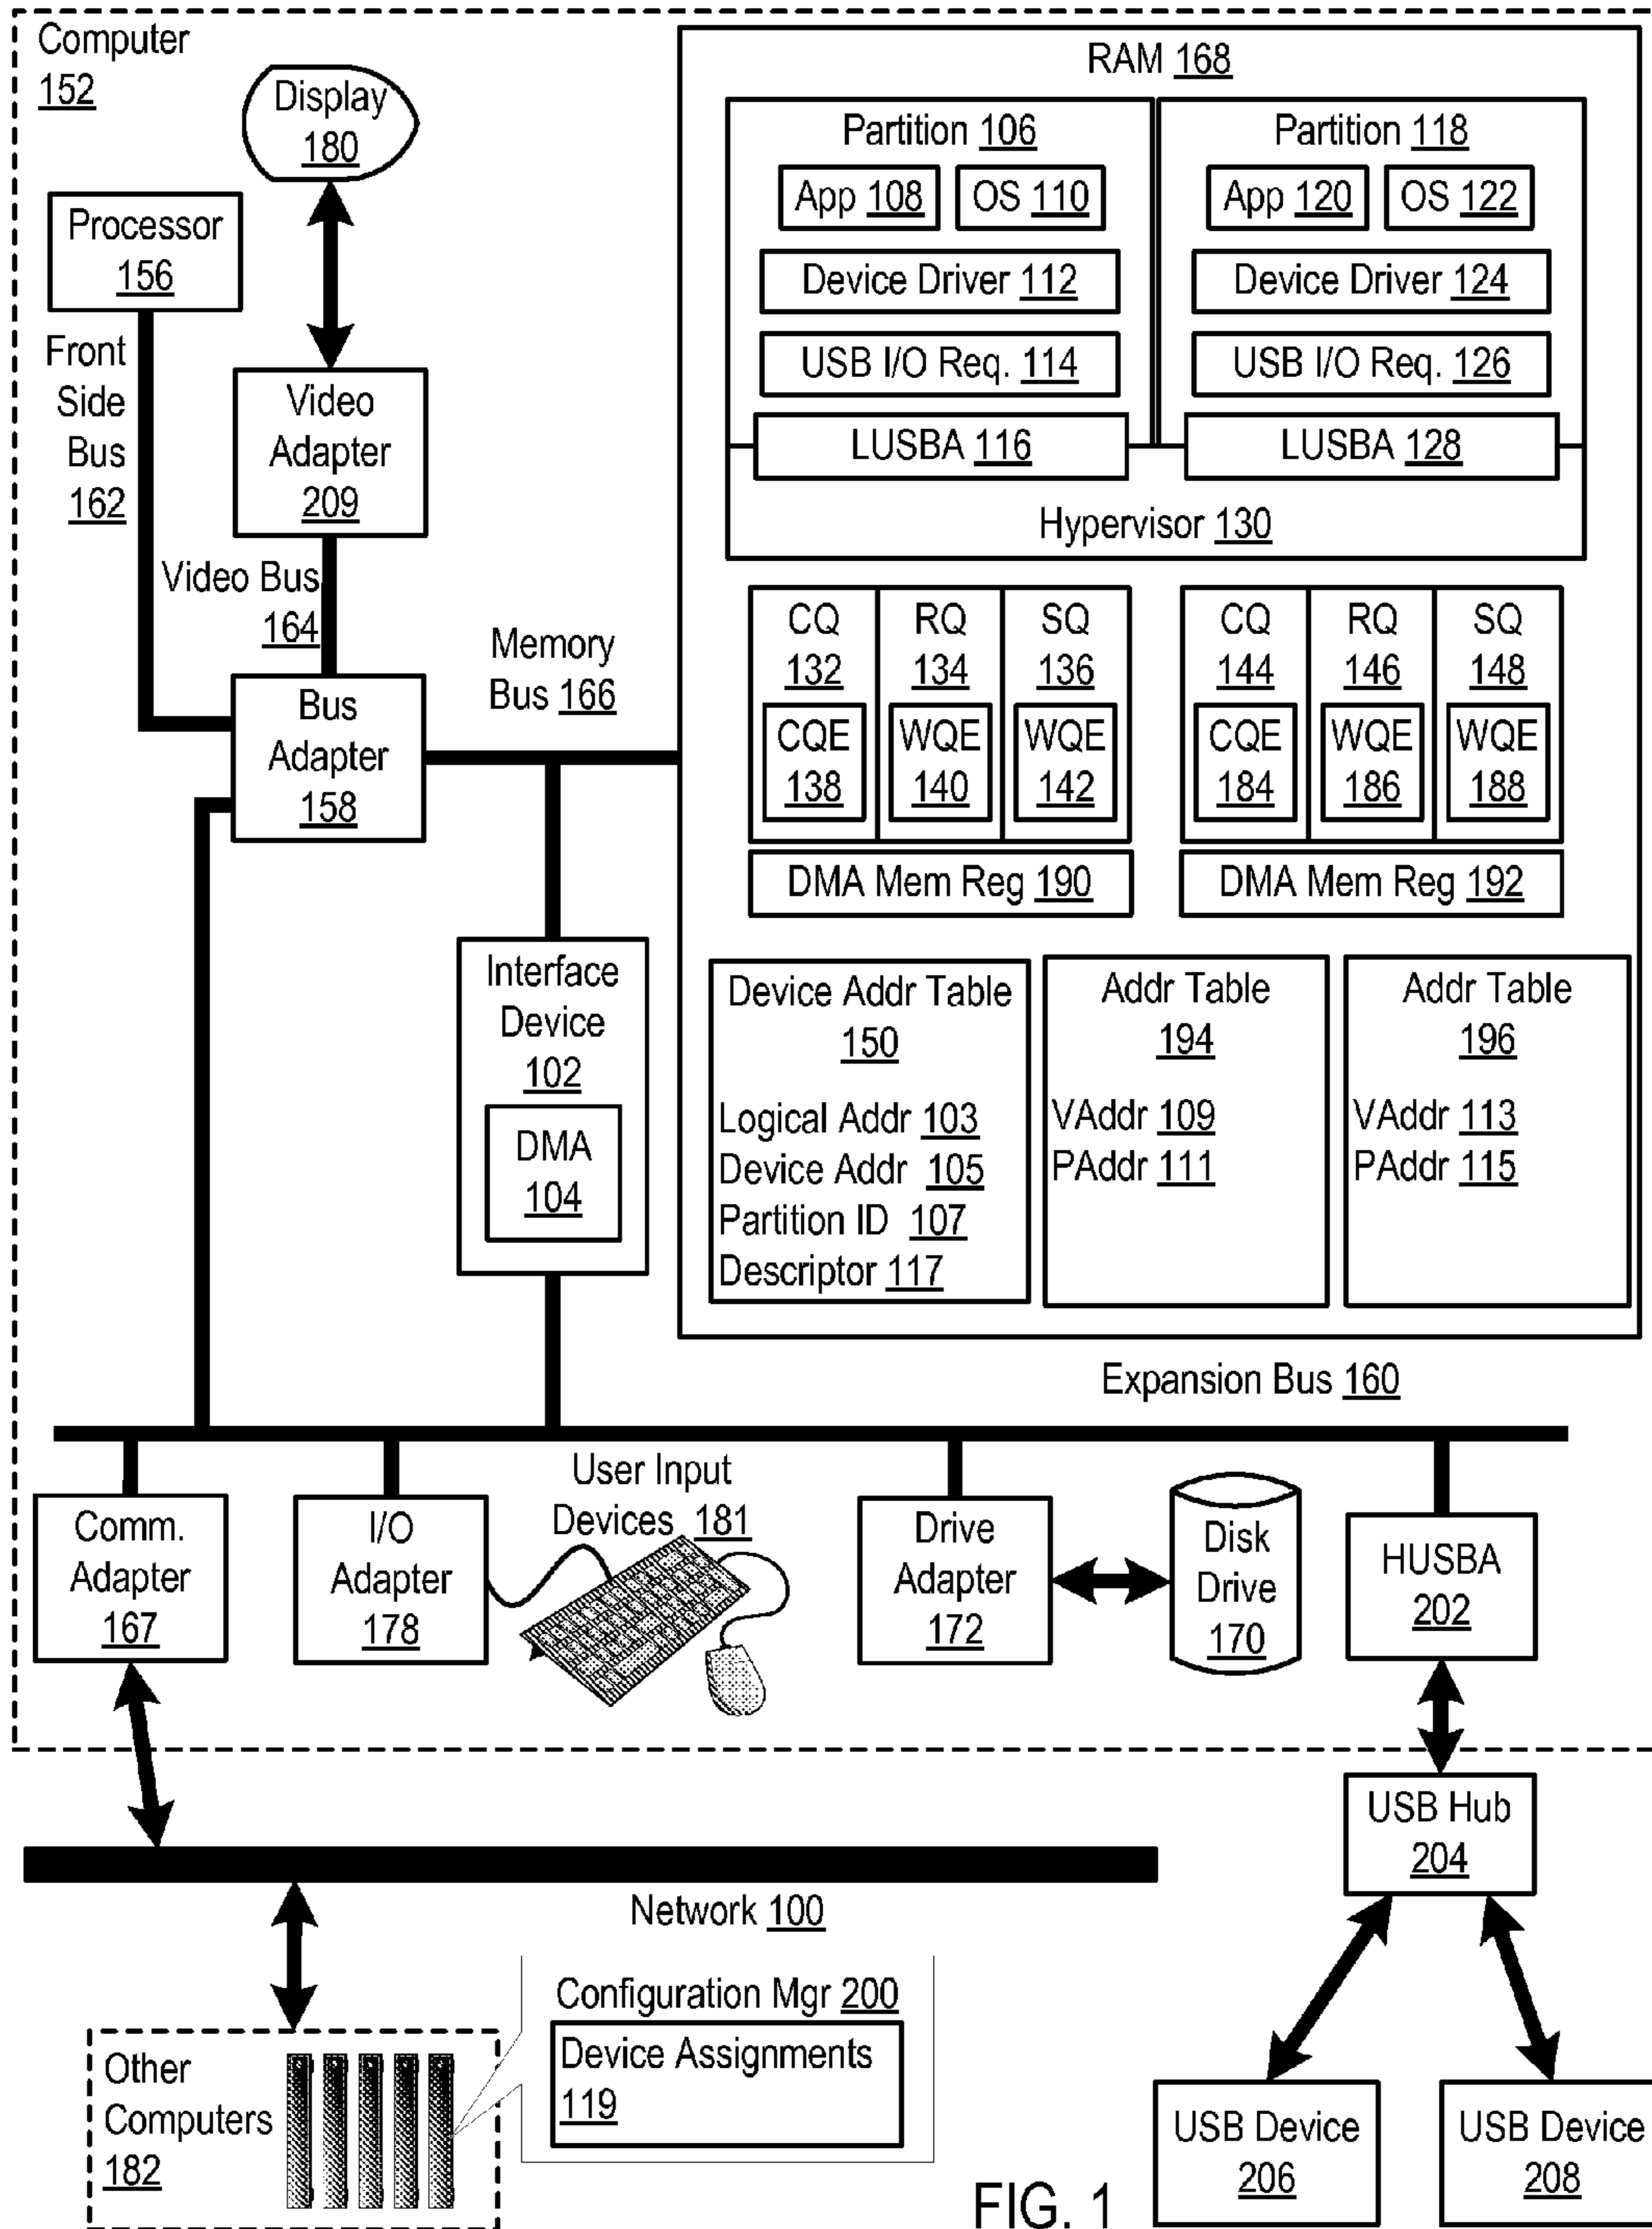 Computer
152
Display
180
Processor
156
Front
Side
Bus
162
Video
Adapter
209
Video Bus
164
Bus
Adapter
158
Memory
Bus 166
Interface
Device
102
DMA
104
RAM 168
Partition 106
App 108
OS 110
Device Driver 112
USB I/O Req. 114
LUSBA 116
Partition 118
App 120
OS 122
Device Driver 124
USB I/O Req. 126
LUSBA 128
Hypervisor 130
CQ
132
CQE
138
RQ
134
WQE
140
SQ
136
WQE
142
DMA Mem Reg 190
CQ
144
CQE
184
RQ
146
WQE
186
SQ
148
WQE
188
DMA Mem Reg 192
Device Addr Table
150
Logical Addr 103
Device Addr 105
Partition ID 107
Descriptor 117
Addr Table
194
VAddr 109
PAddr 111
Addr Table
196
VAddr 113
PAddr 115
Expansion Bus 160
Comm.
Adapter
167
I/O
Adapter
178
User Input
Devices 181
Drive
Adapter
172
Disk
Drive
170
HUSBA
202
USB Hub
204
Network 100
Configuration Mgr 200
Device Assignments
119
Other
Computers
182
USB Device
206
USB Device
208
FIG. 1